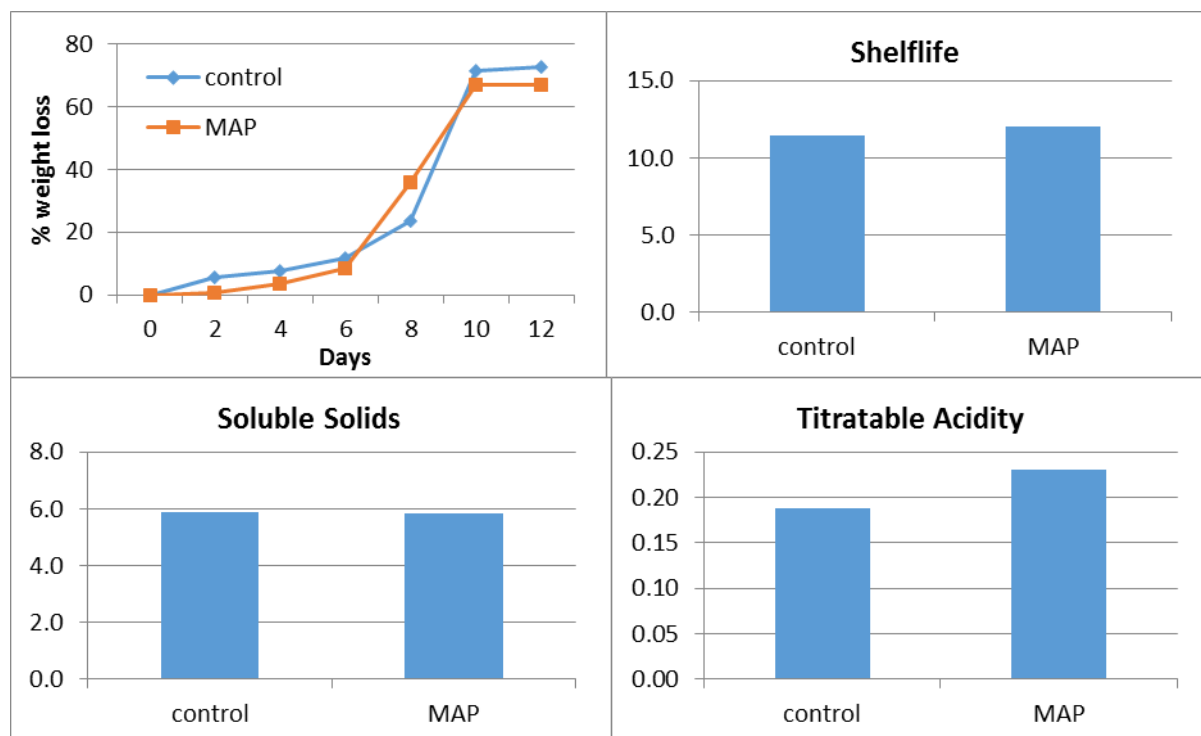 80
60
40
20
0
% weight loss
control
MAP
0 2 4 6 8 10 12
Days
Shelflife
15.0
10.0
5.0
0.0
control MAP
Soluble Solids
8.0
6.0
4.0
2.0
0.0
control MAP
Titratable Acidity
0.25
0.20
0.15
0.10
0.05
0.00
control MAP